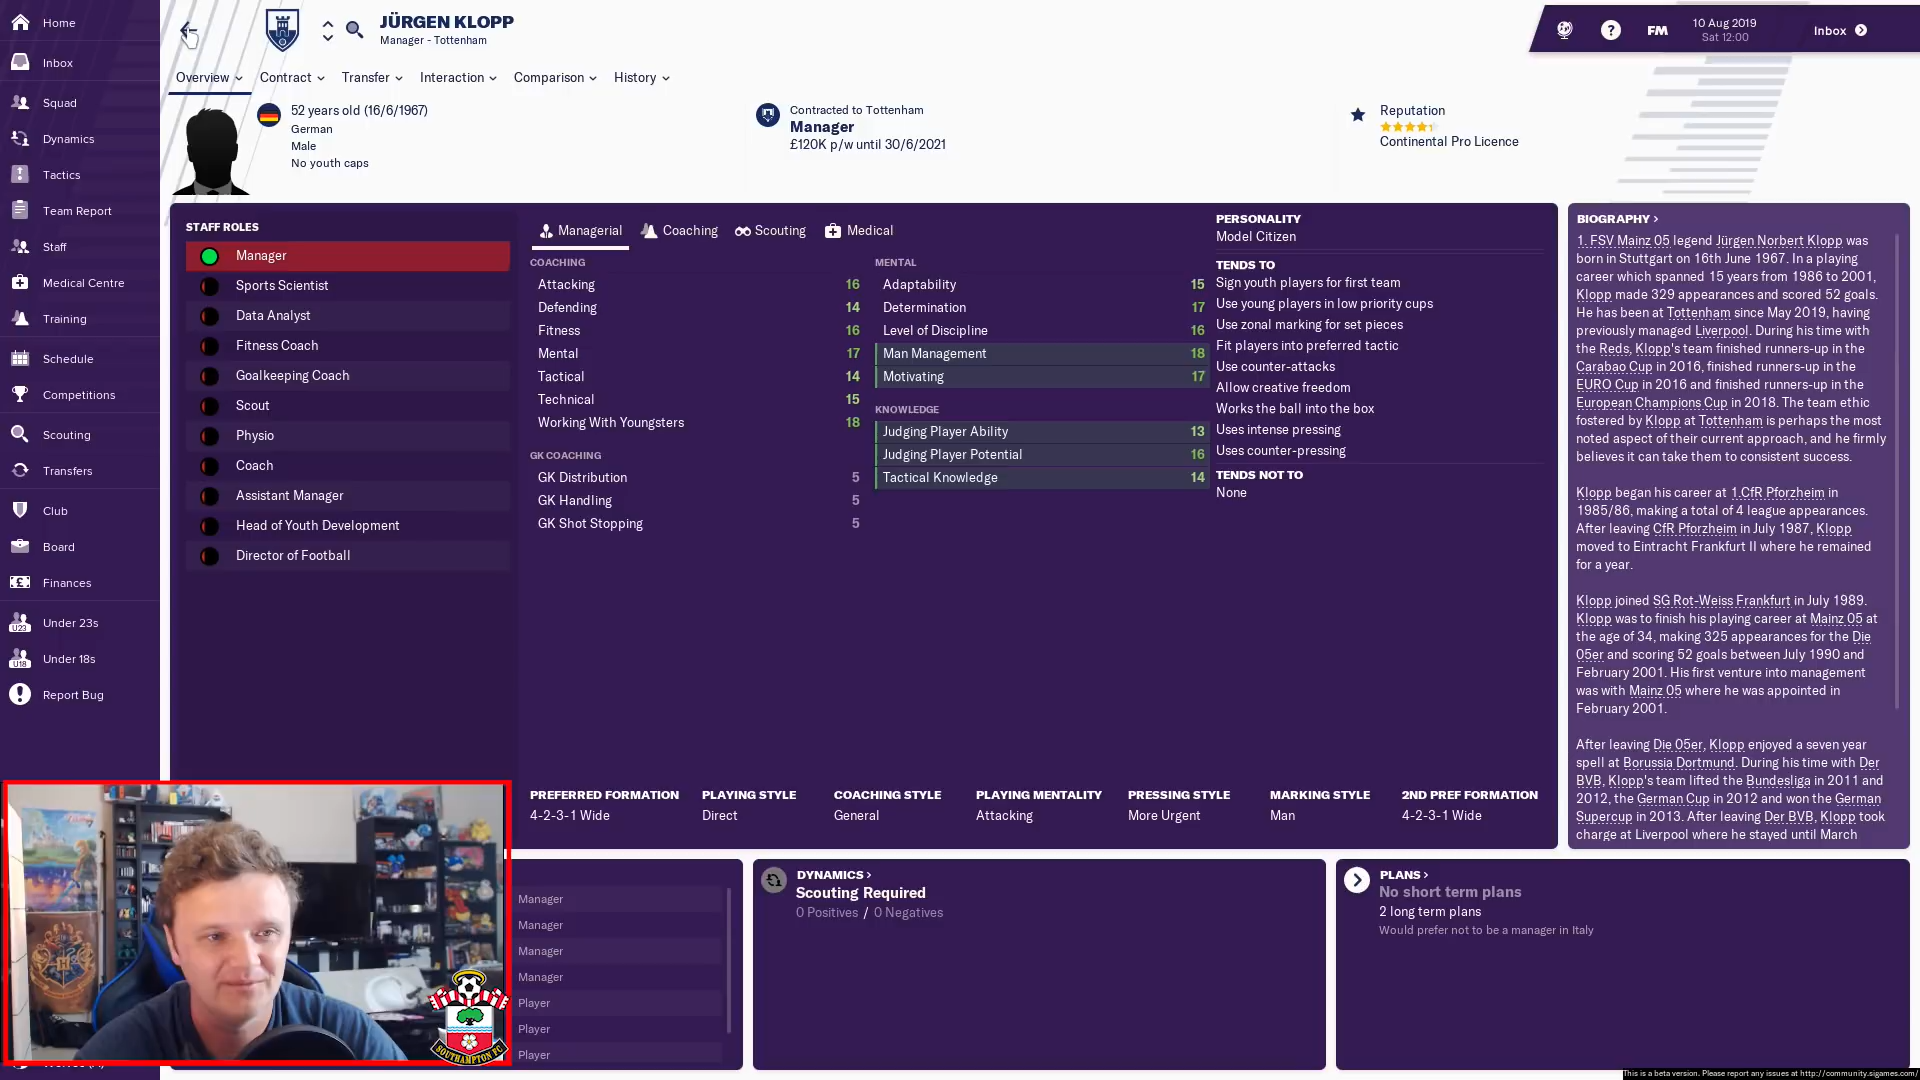 Home
Inbox
Squad
Dynamics
Tactics
Team Report
Staff
Medical Centre
Training
Schedule
Competitions
Scouting
Transfers
Club
Board
Finances
U23
Under 23s
U18
Under 18s
Report Bug
JÜRGEN KLOPP
Manager - Tottenham
FM
10 Aug 2019
Sat 12:00
Inbox
Overview
Contract
Transfer
Interaction
Comparison
History
52 years old (16/6/1967)
German
Male
No youth caps
Contracted to Tottenham
Manager
£120K p/w until 30/6/2021
Reputation
Continental Pro Licence
STAFF ROLES
Manager
Sports Scientist
Data Analyst
Fitness Coach
Goalkeeping Coach
Scout
Physio
Coach
Assistant Manager
Head of Youth Development
Director of Football
Managerial
Coaching
Scouting
Medical
COACHING
Attacking 16
Defending 14
Fitness 16
Mental 17
Tactical 14
Technical 15
Working With Youngsters 18
GK COACHING
GK Distribution 5
GK Handling 5
GK Shot Stopping 5
MENTAL
Adaptability 15
Determination 17
Level of Discipline 16
Man Management 18
Motivating 17
KNOWLEDGE
Judging Player Ability 13
Judging Player Potential 16
Tactical Knowledge 14
PERSONALITY
Model Citizen
TENDS TO
Sign youth players for first team
Use young players in low priority cups
Use zonal marking for set pieces
Fit players into preferred tactic
Use counter-attacks
Allow creative freedom
Works the ball into the box
Uses intense pressing
Uses counter-pressing
TENDS NOT TO
None
PREFERRED FORMATION
4-2-3-1 Wide
PLAYING STYLE
Direct
COACHING STYLE
General
PLAYING MENTALITY
Attacking
PRESSING STYLE
More Urgent
MARKING STYLE
Man
2ND PREF FORMATION
4-2-3-1 Wide
BIOGRAPHY >
1. FSV Mainz 05 legend Jürgen Norbert Klopp was
born in Stuttgart on 16th June 1967. In a playing
career which spanned 15 years from 1986 to 2001,
Klopp made 329 appearances and scored 52 goals.
He has been at Tottenham since May 2019, having
previously managed Liverpool. During his time with
the Reds, Klopp's team finished runners-up in the
Carabao Cup in 2016, finished runners-up in the
EURO Cup in 2016 and finished runners-up in the
European Champions Cup in 2018. The team ethic
fostered by Klopp at Tottenham is perhaps the most
noted aspect of their current approach, and he firmly
believes it can take them to consistent success.
Klopp began his career at 1.CfR Pforzheim in
1985/86, making a total of 4 league appearances.
After leaving CfR Pforzheim in July 1987, Klopp
moved to Eintracht Frankfurt II where he remained
for a year.
Klopp joined SG Rot-Weiss Frankfurt in July 1989.
Klopp was to finish his playing career at Mainz 05 at
the age of 34, making 325 appearances for the Die
05er and scoring 52 goals between July 1990 and
February 2001. His first venture into management
was with Mainz 05 where he was appointed in
February 2001.
After leaving Die 05er, Klopp enjoyed a seven year
spell at Borussia Dortmund. During his time with Der
BVB, Klopp's team lifted the Bundesliga in 2011 and
2012, the German Cup in 2012 and won the German
Supercup in 2013. After leaving Der BVB, Klopp took
charge at Liverpool where he stayed until March
Manager
Manager
Manager
Manager
Player
Player
Player
DYNAMICS >
Scouting Required
0 Positives / 0 Negatives
PLANS >
No short term plans
2 long term plans
Would prefer not to be a manager in Italy
SOUTHAMPTON FC
This is a beta version. Please report any issues at http://community.sigames.com/